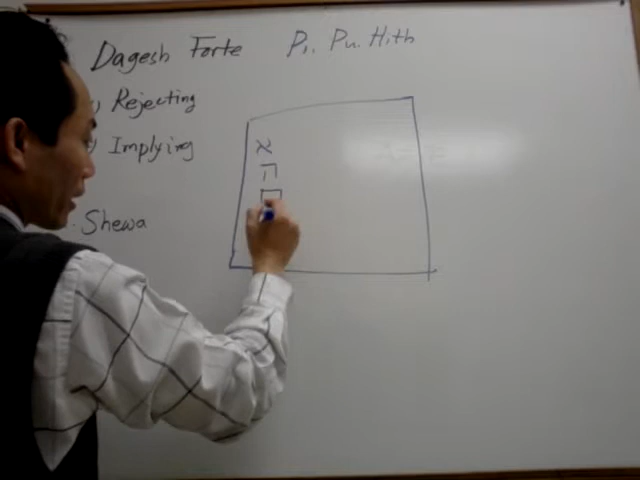 Dagesh Forte Pi. Pu. Hith
) Rejecting
) Implying
. Shewa
א
ה